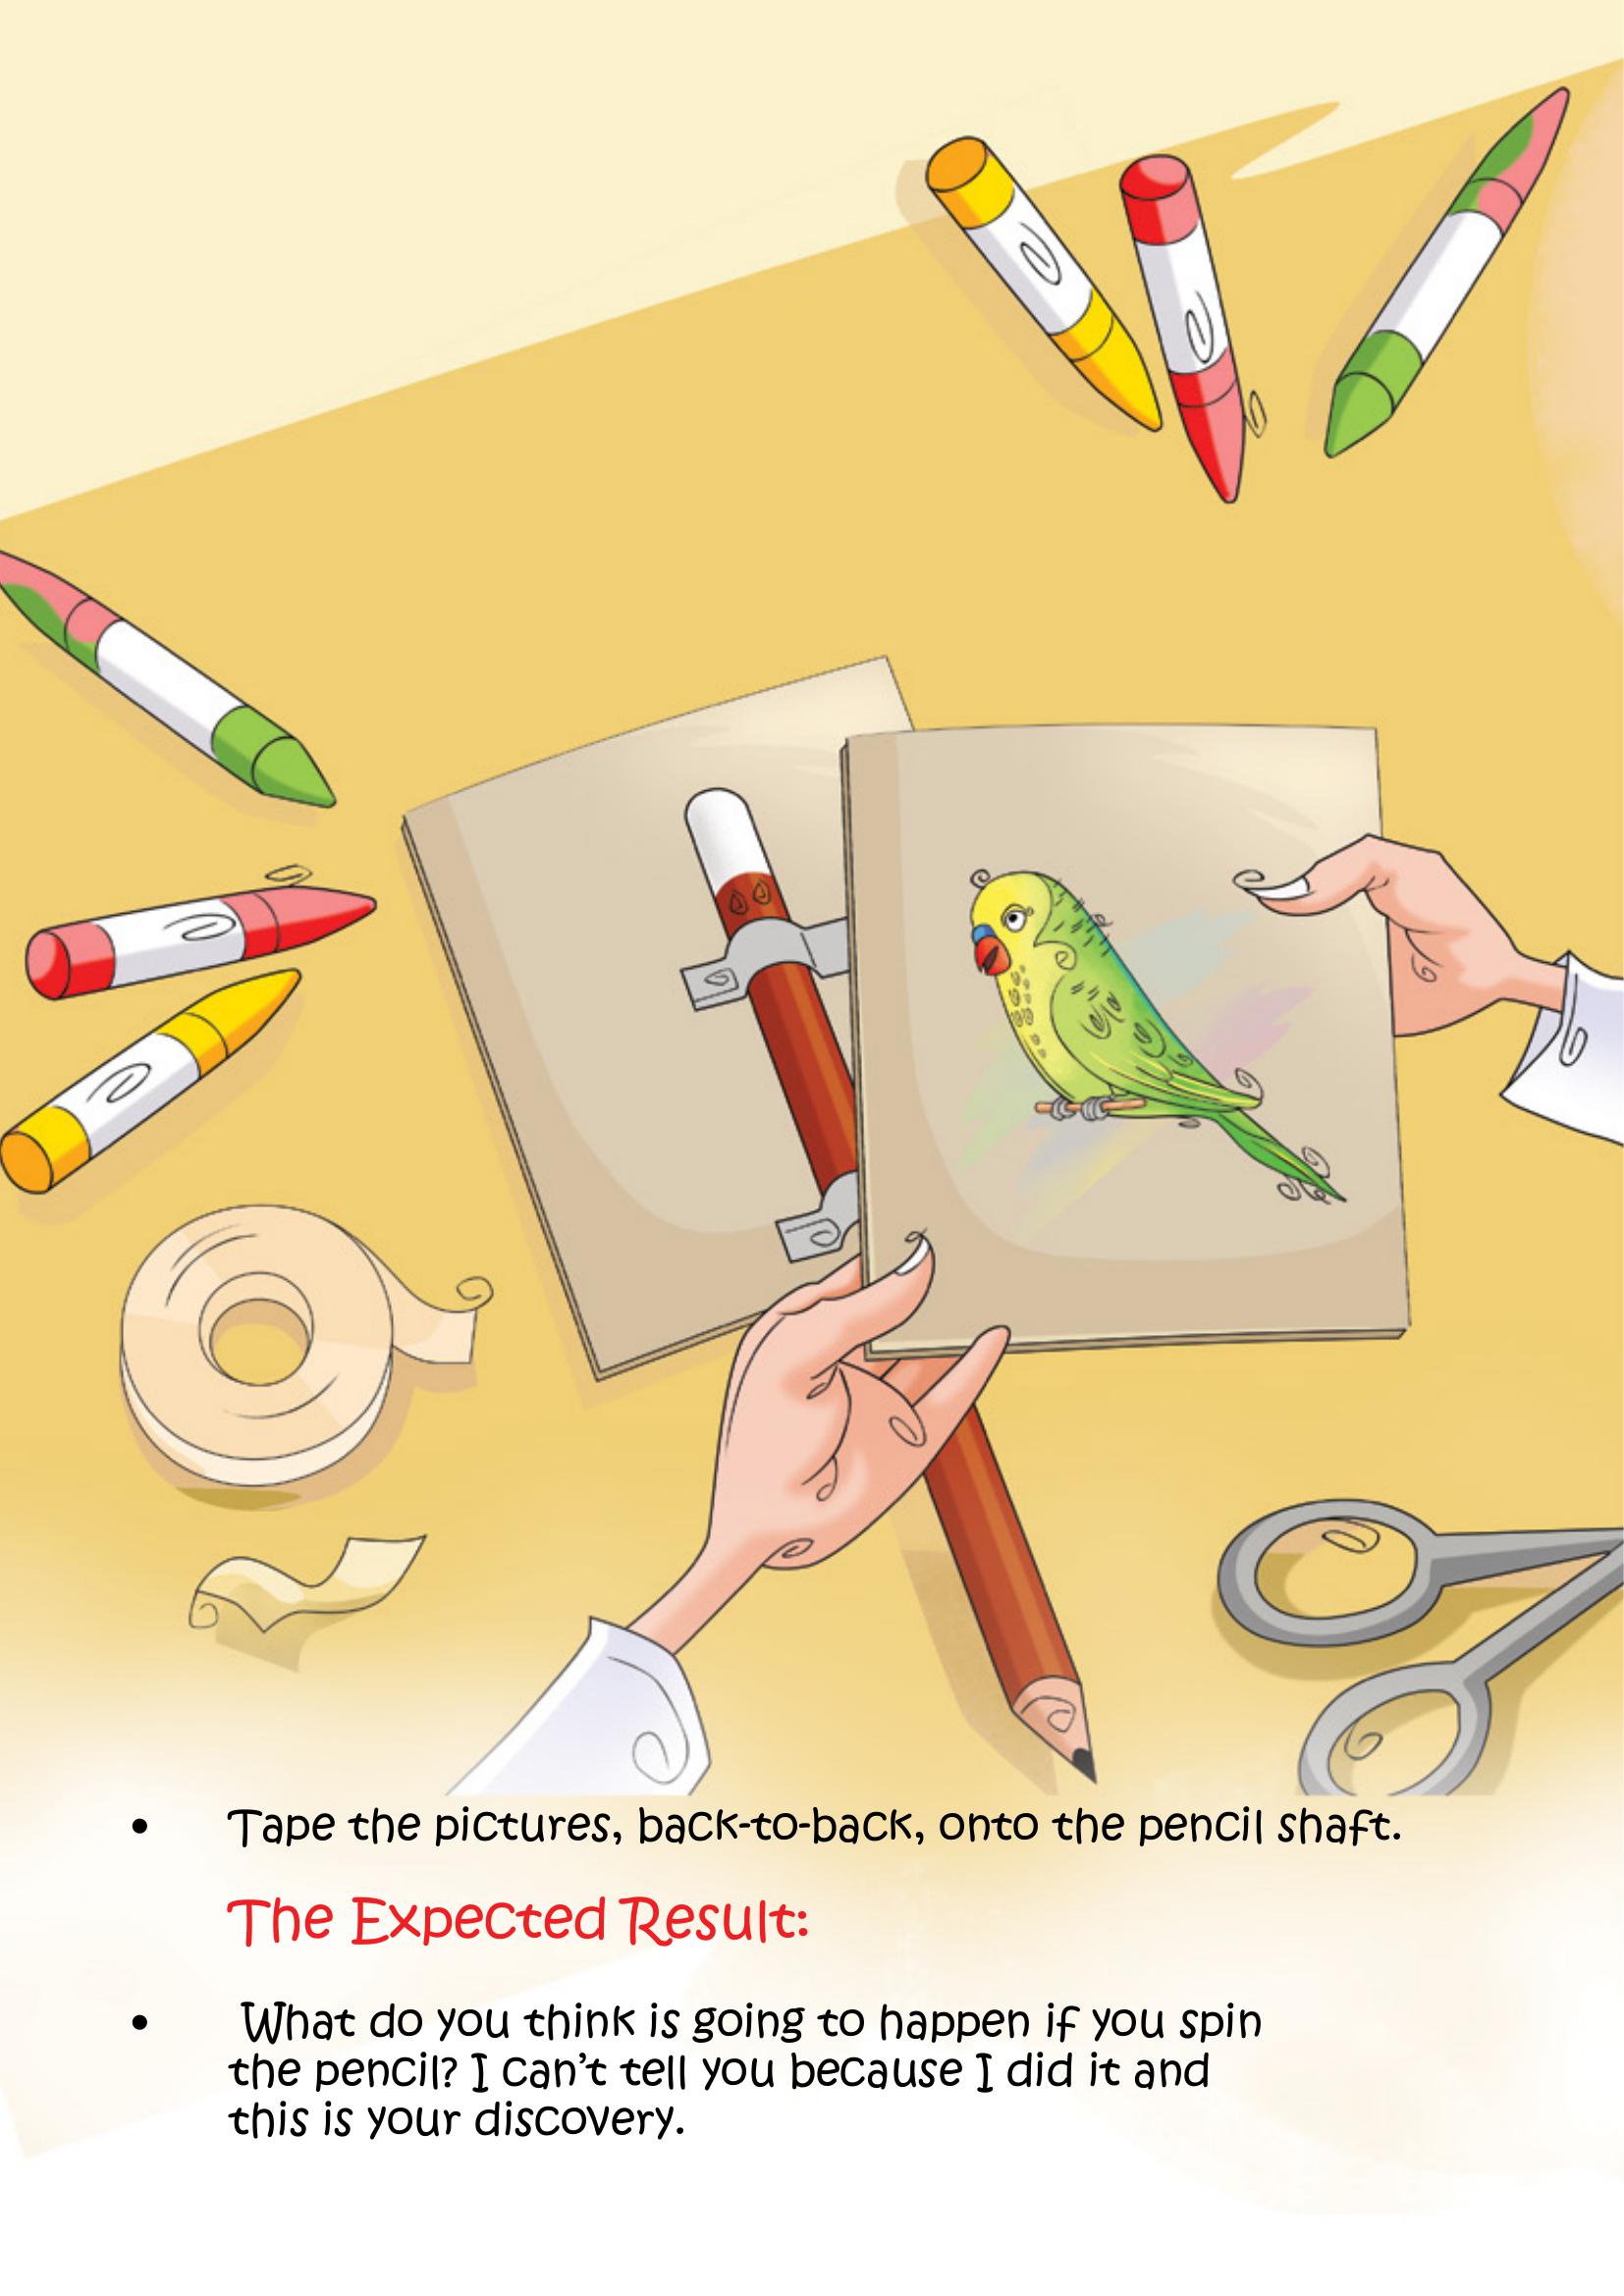 • Tape the pictures, back-to-back, onto the pencil shaft.
The Expected Result:
• What do you think is going to happen if you spin
the pencil? I can't tell you because I did it and
this is your discovery.